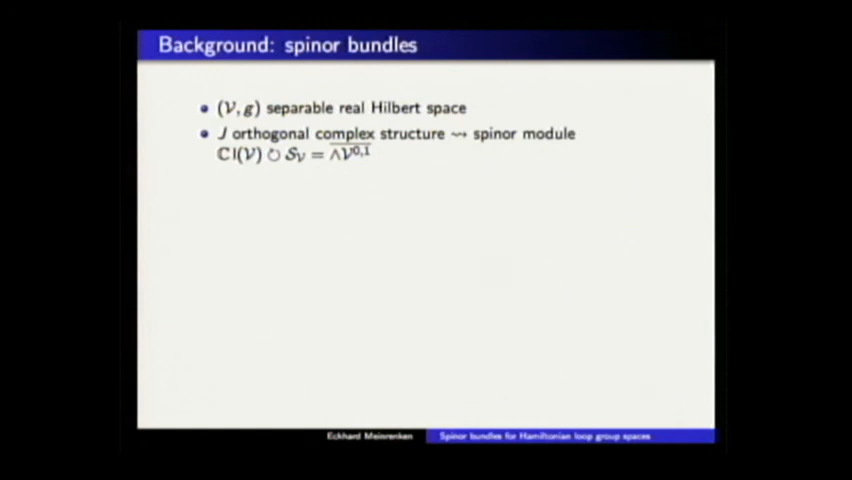 Background: spinor bundles
(𝒱, g) separable real Hilbert space
J orthogonal complex structure ⇝ spinor module
ℂl(𝒱) ↻ 𝒮_𝒱 = \overline{∧𝒱^{0,1}}
Eckhard Meinrenken Spinor bundles for Hamiltonian loop group spaces